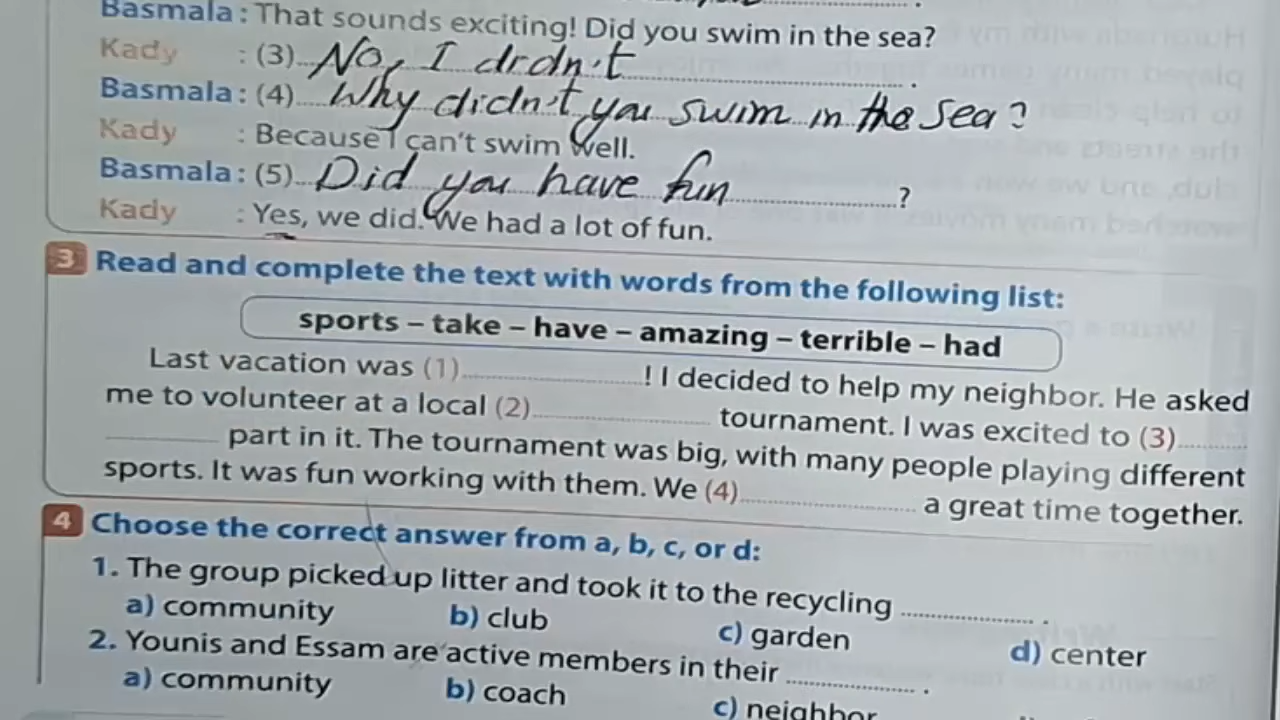 Basmala : That sounds exciting! Did you swim in the sea?
Kady : (3) No, I didn't .
Basmala : (4) Why didn't you swim in the sea?
Kady : Because I can't swim well.
Basmala : (5) Did you have fun ?
Kady : Yes, we did. We had a lot of fun.
3 Read and complete the text with words from the following list:
sports – take – have – amazing – terrible – had
Last vacation was (1) ............ ! I decided to help my neighbor. He asked
me to volunteer at a local (2) ............ tournament. I was excited to (3) ......
............ part in it. The tournament was big, with many people playing different
sports. It was fun working with them. We (4) ............ a great time together.
4 Choose the correct answer from a, b, c, or d:
1. The group picked up litter and took it to the recycling ............ .
a) community b) club c) garden d) center
2. Younis and Essam are active members in their ............ .
a) community b) coach c) neighbor